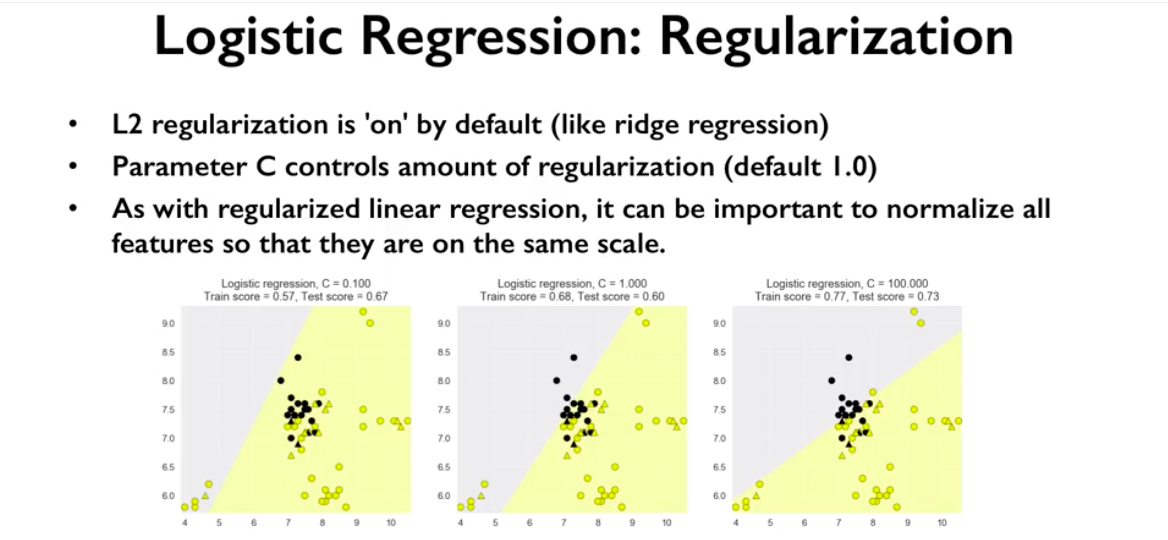 Logistic Regression: Regularization
• L2 regularization is 'on' by default (like ridge regression)
• Parameter C controls amount of regularization (default 1.0)
• As with regularized linear regression, it can be important to normalize all
features so that they are on the same scale.
Logistic regression, C = 0.100
Train score = 0.57, Test score = 0.67
9.0
8.5
8.0
7.5
7.0
6.5
6.0
4 5 6 7 8 9 10
Logistic regression, C = 1.000
Train score = 0.68, Test score = 0.60
9.0
8.5
8.0
7.5
7.0
6.5
6.0
4 5 6 7 8 9 10
Logistic regression, C = 100.000
Train score = 0.77, Test score = 0.73
9.0
8.5
8.0
7.5
7.0
6.5
6.0
4 5 6 7 8 9 10